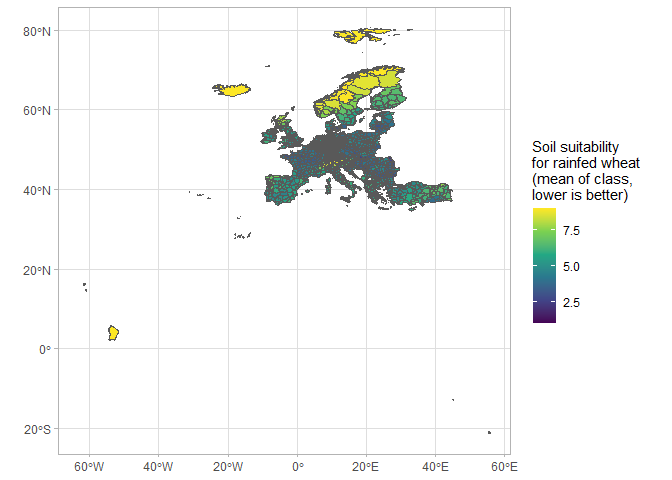 80°N
60°N
40°N
20°N
0°
20°S
60°W
40°W
20°W
0°
20°E
40°E
60°E
Soil suitability
for rainfed wheat
(mean of class,
lower is better)
7.5
5.0
2.5